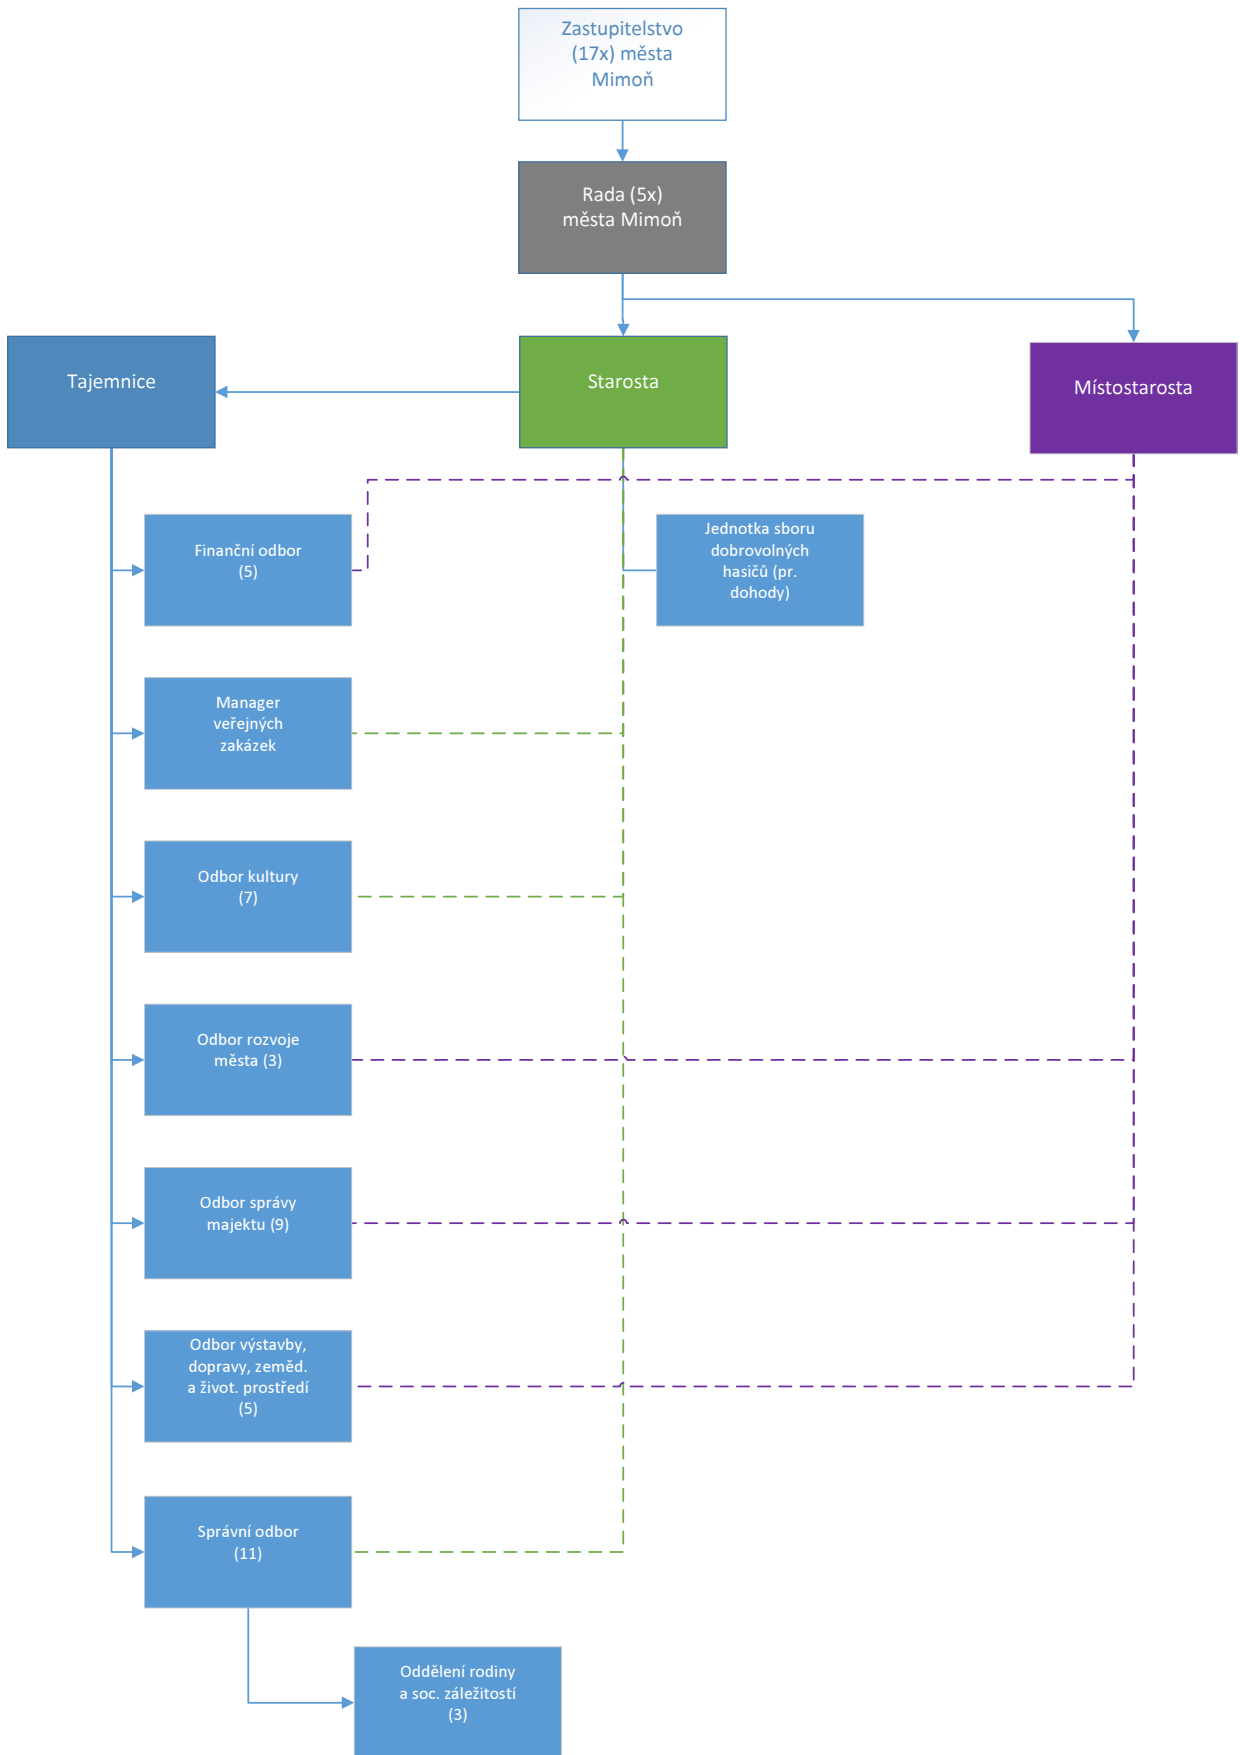 Zastupitelstvo
(17x) města
Mimoň
Rada (5x)
města Mimoň
Tajemnice
Starosta
Místostarosta
Finanční odbor
(5)
Jednotka sboru
dobrovolných
hasičů (pr.
dohody)
Manager
veřejných
zakázek
Odbor kultury
(7)
Odbor rozvoje
města (3)
Odbor správy
majektu (9)
Odbor výstavby,
dopravy, zeměd.
a život. prostředí
(5)
Správní odbor
(11)
Oddělení rodiny
a soc. záležitostí
(3)